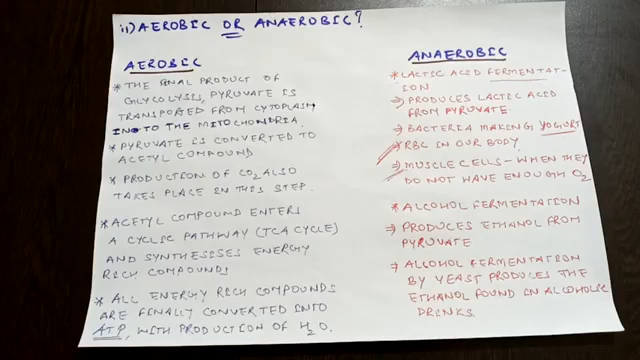 ii) AEROBIC OR ANAEROBIC?
AEROBIC
* THE FINAL PRODUCT OF
GLYCOLYSIS, PYRUVATE IS
TRANSPORTED FROM CYTOPLASM
INTO THE MITOCHONDRIA.
* PYRUVATE IS CONVERTED TO
ACETYL COMPOUND
* PRODUCTION OF CO2 ALSO
TAKES PLACE IN THIS STEP.
* ACETYL COMPOUND ENTERS
A CYCLIC PATHWAY (TCA CYCLE)
AND SYNTHESISES ENERGY
RICH COMPOUNDS
* ALL ENERGY RICH COMPOUNDS
ARE FINALLY CONVERTED INTO
ATP, WITH PRODUCTION OF H2O.
ANAEROBIC
* LACTIC ACID FERMENTAT-
ION
⇒ PRODUCES LACTIC ACID
FROM PYRUVATE.
⇒ BACTERIA MAKING YOGURT
⇒ RBC IN OUR BODY
⇒ MUSCLE CELLS - WHEN THEY
DO NOT HAVE ENOUGH O2
* ALCOHOL FERMENTATION
⇒ PRODUCES ETHANOL FROM
PYRUVATE
⇒ ALCOHOL FERMENTATION
BY YEAST PRODUCES THE
ETHANOL FOUND IN ALCOHOLIC
DRINKS.